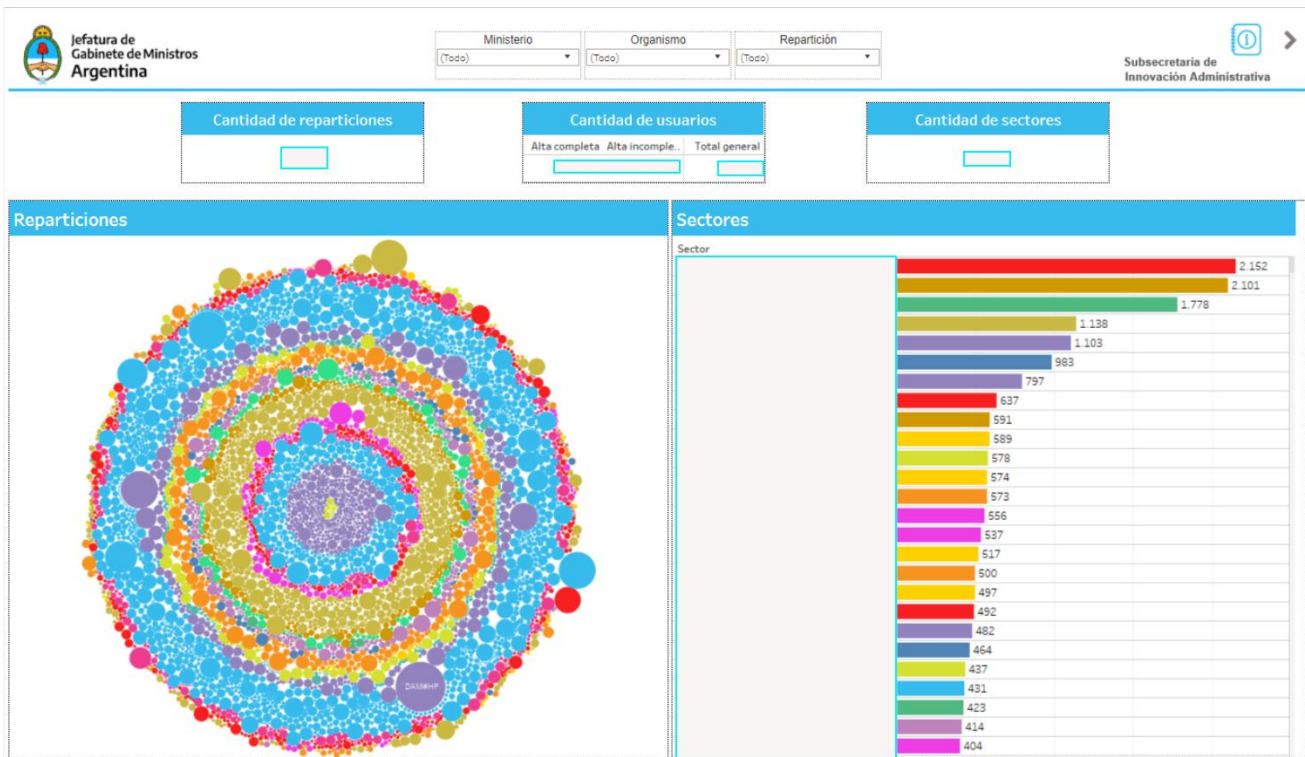 Jefatura de
Gabinete de Ministros
Argentina
Ministerio
(Todo)
Organismo
(Todo)
Repartición
(Todo)
Subsecretaria de
Innovación Administrativa
Cantidad de reparticiones
Cantidad de usuarios
Alta completa Alta incomple.. Total general
Cantidad de sectores
Reparticiones
Sectores
Sector
2.152
2.101
1.778
1.138
1.103
983
797
637
591
589
578
574
573
556
537
517
500
497
492
482
464
437
431
423
414
404